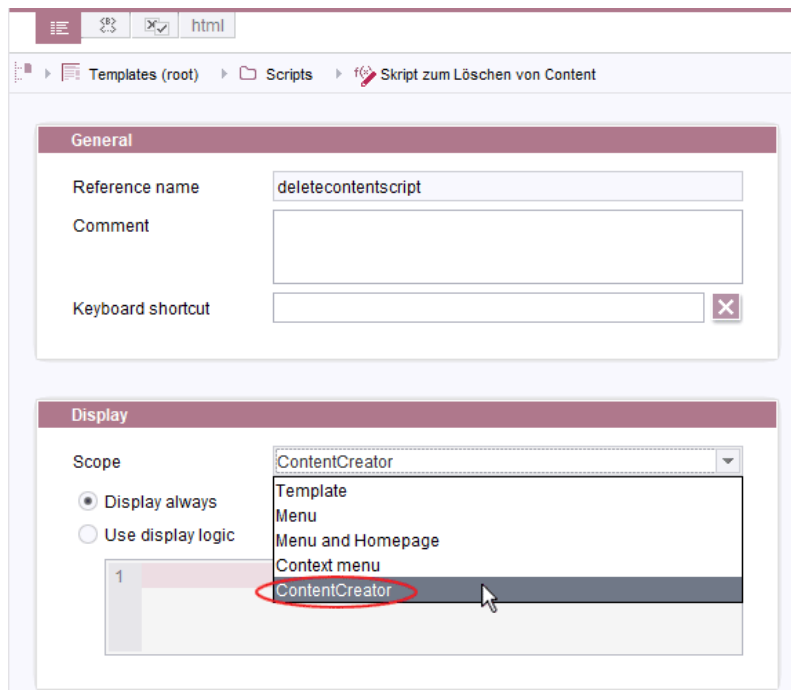 html
Templates (root) Scripts f(x) Skript zum Löschen von Content
General
Reference name deletecontentscript
Comment
Keyboard shortcut
Display
Scope ContentCreator
Display always
Use display logic
Template
Menu
Menu and Homepage
Context menu
ContentCreator
1